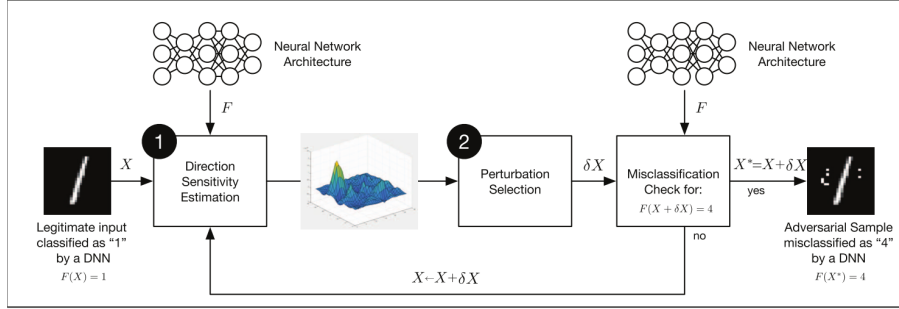 Neural Network
Architecture
Neural Network
Architecture
F
F
1
2
X
Direction
Sensitivity
Estimation
Perturbation
Selection
δX
Misclassification
Check for:
F(X + δX) = 4
X*=X+δX
yes
no
Legitimate input
classified as “1”
by a DNN
F(X) = 1
Adversarial Sample
misclassified as “4”
by a DNN
F(X*) = 4
X←X+δX